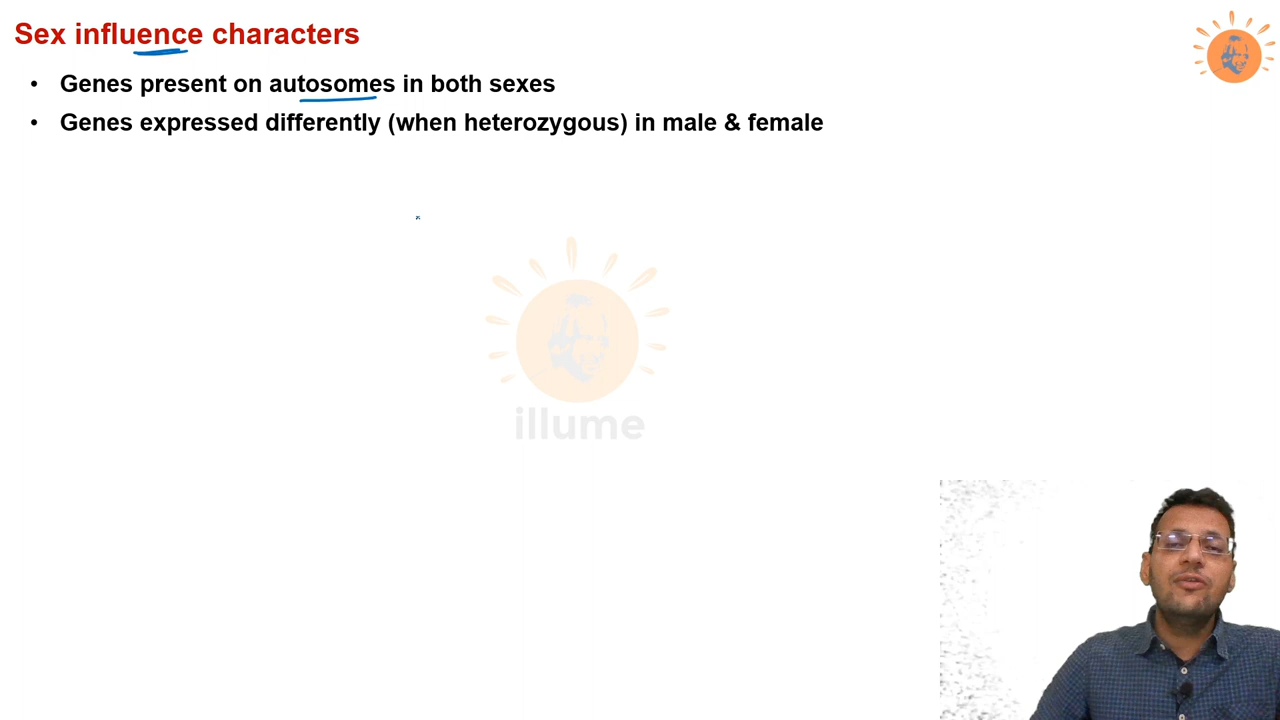 Sex influence characters
• Genes present on autosomes in both sexes
• Genes expressed differently (when heterozygous) in male & female
illume